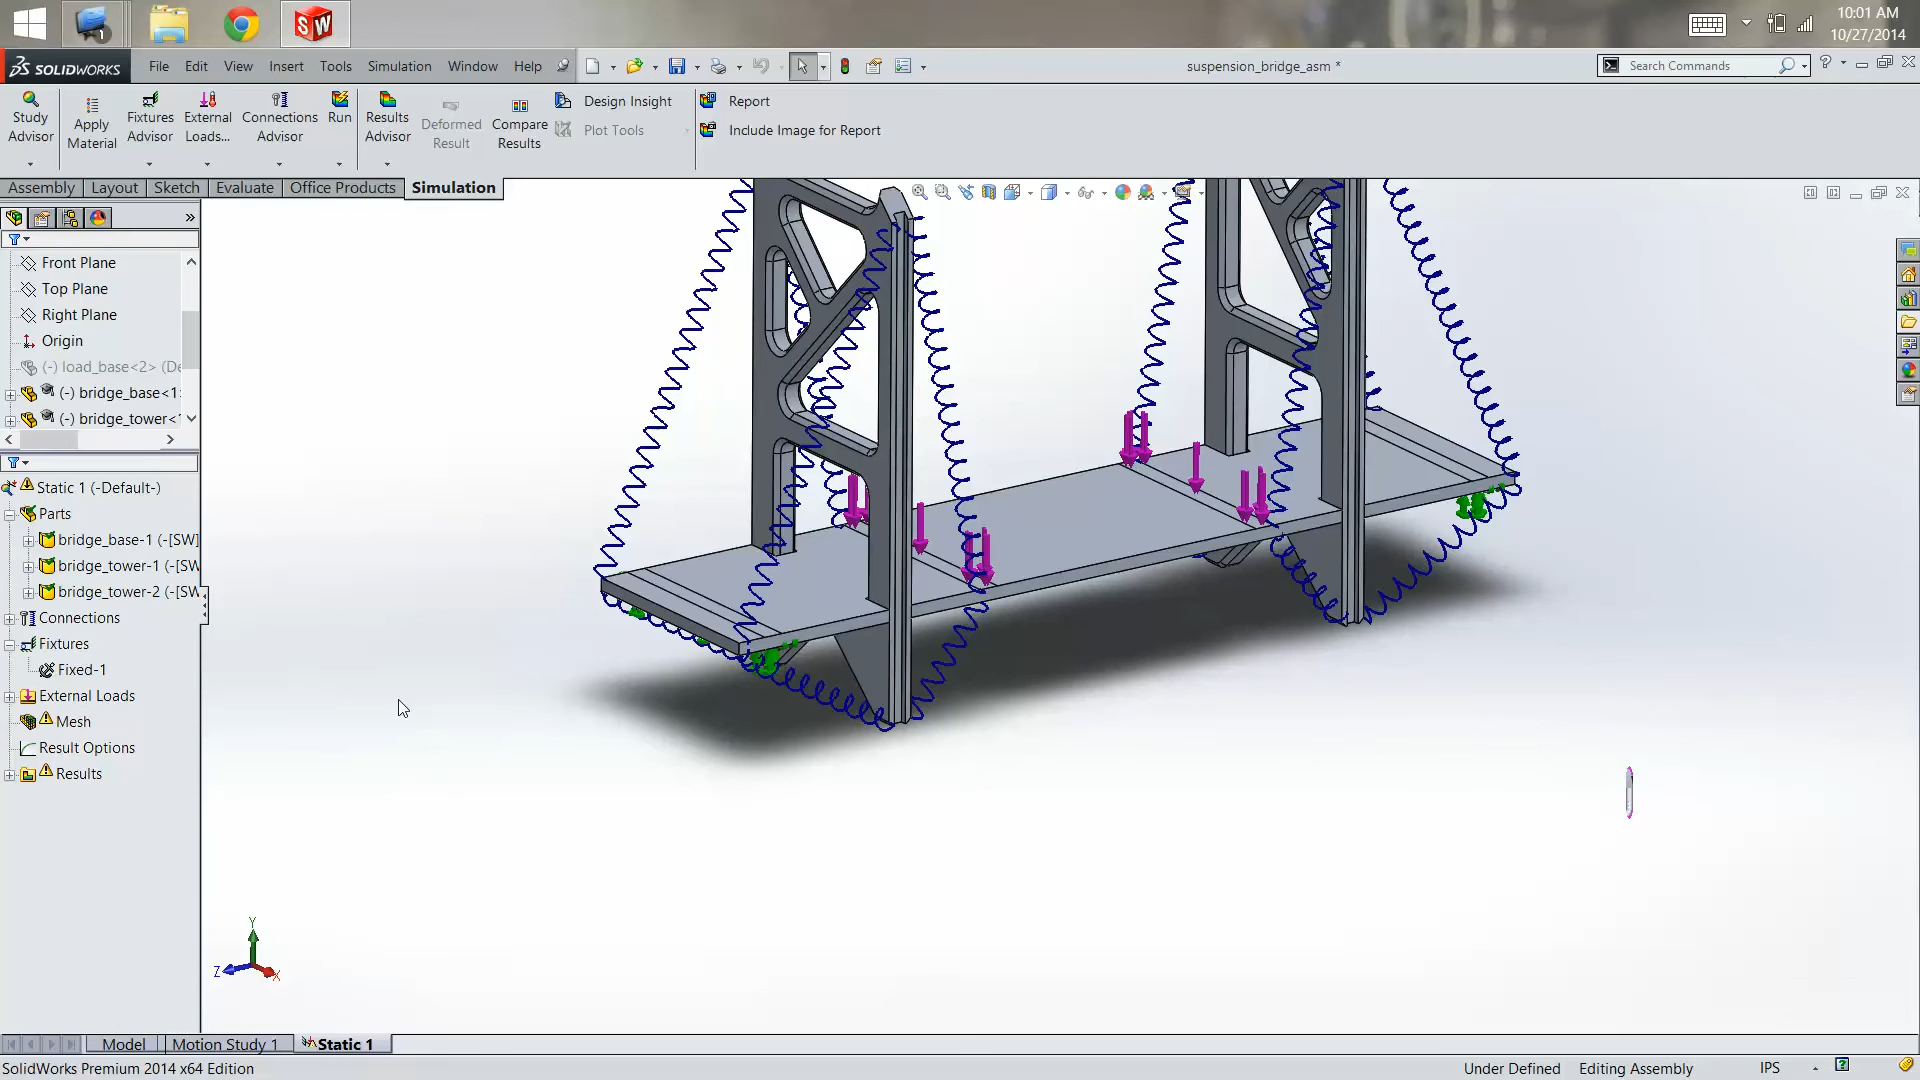 10:01 AM
10/27/2014
SOLIDWORKS
File Edit View Insert Tools Simulation Window Help
suspension_bridge_asm *
Search Commands
Study Advisor
Apply Material
Fixtures Advisor
External Loads...
Connections Advisor
Run
Results Advisor
Deformed Result
Compare Results
Design Insight
Plot Tools
Report
Include Image for Report
Assembly Layout Sketch Evaluate Office Products Simulation
Front Plane
Top Plane
Right Plane
Origin
(-) load_base<2> (De
(-) bridge_base<1>
(-) bridge_tower<1
Static 1 (-Default-)
Parts
bridge_base-1 (-[SW]
bridge_tower-1 (-[SW
bridge_tower-2 (-[SW
Connections
Fixtures
Fixed-1
External Loads
Mesh
Result Options
Results
Y
Z
X
Model Motion Study 1 Static 1
SolidWorks Premium 2014 x64 Edition
Under Defined Editing Assembly IPS